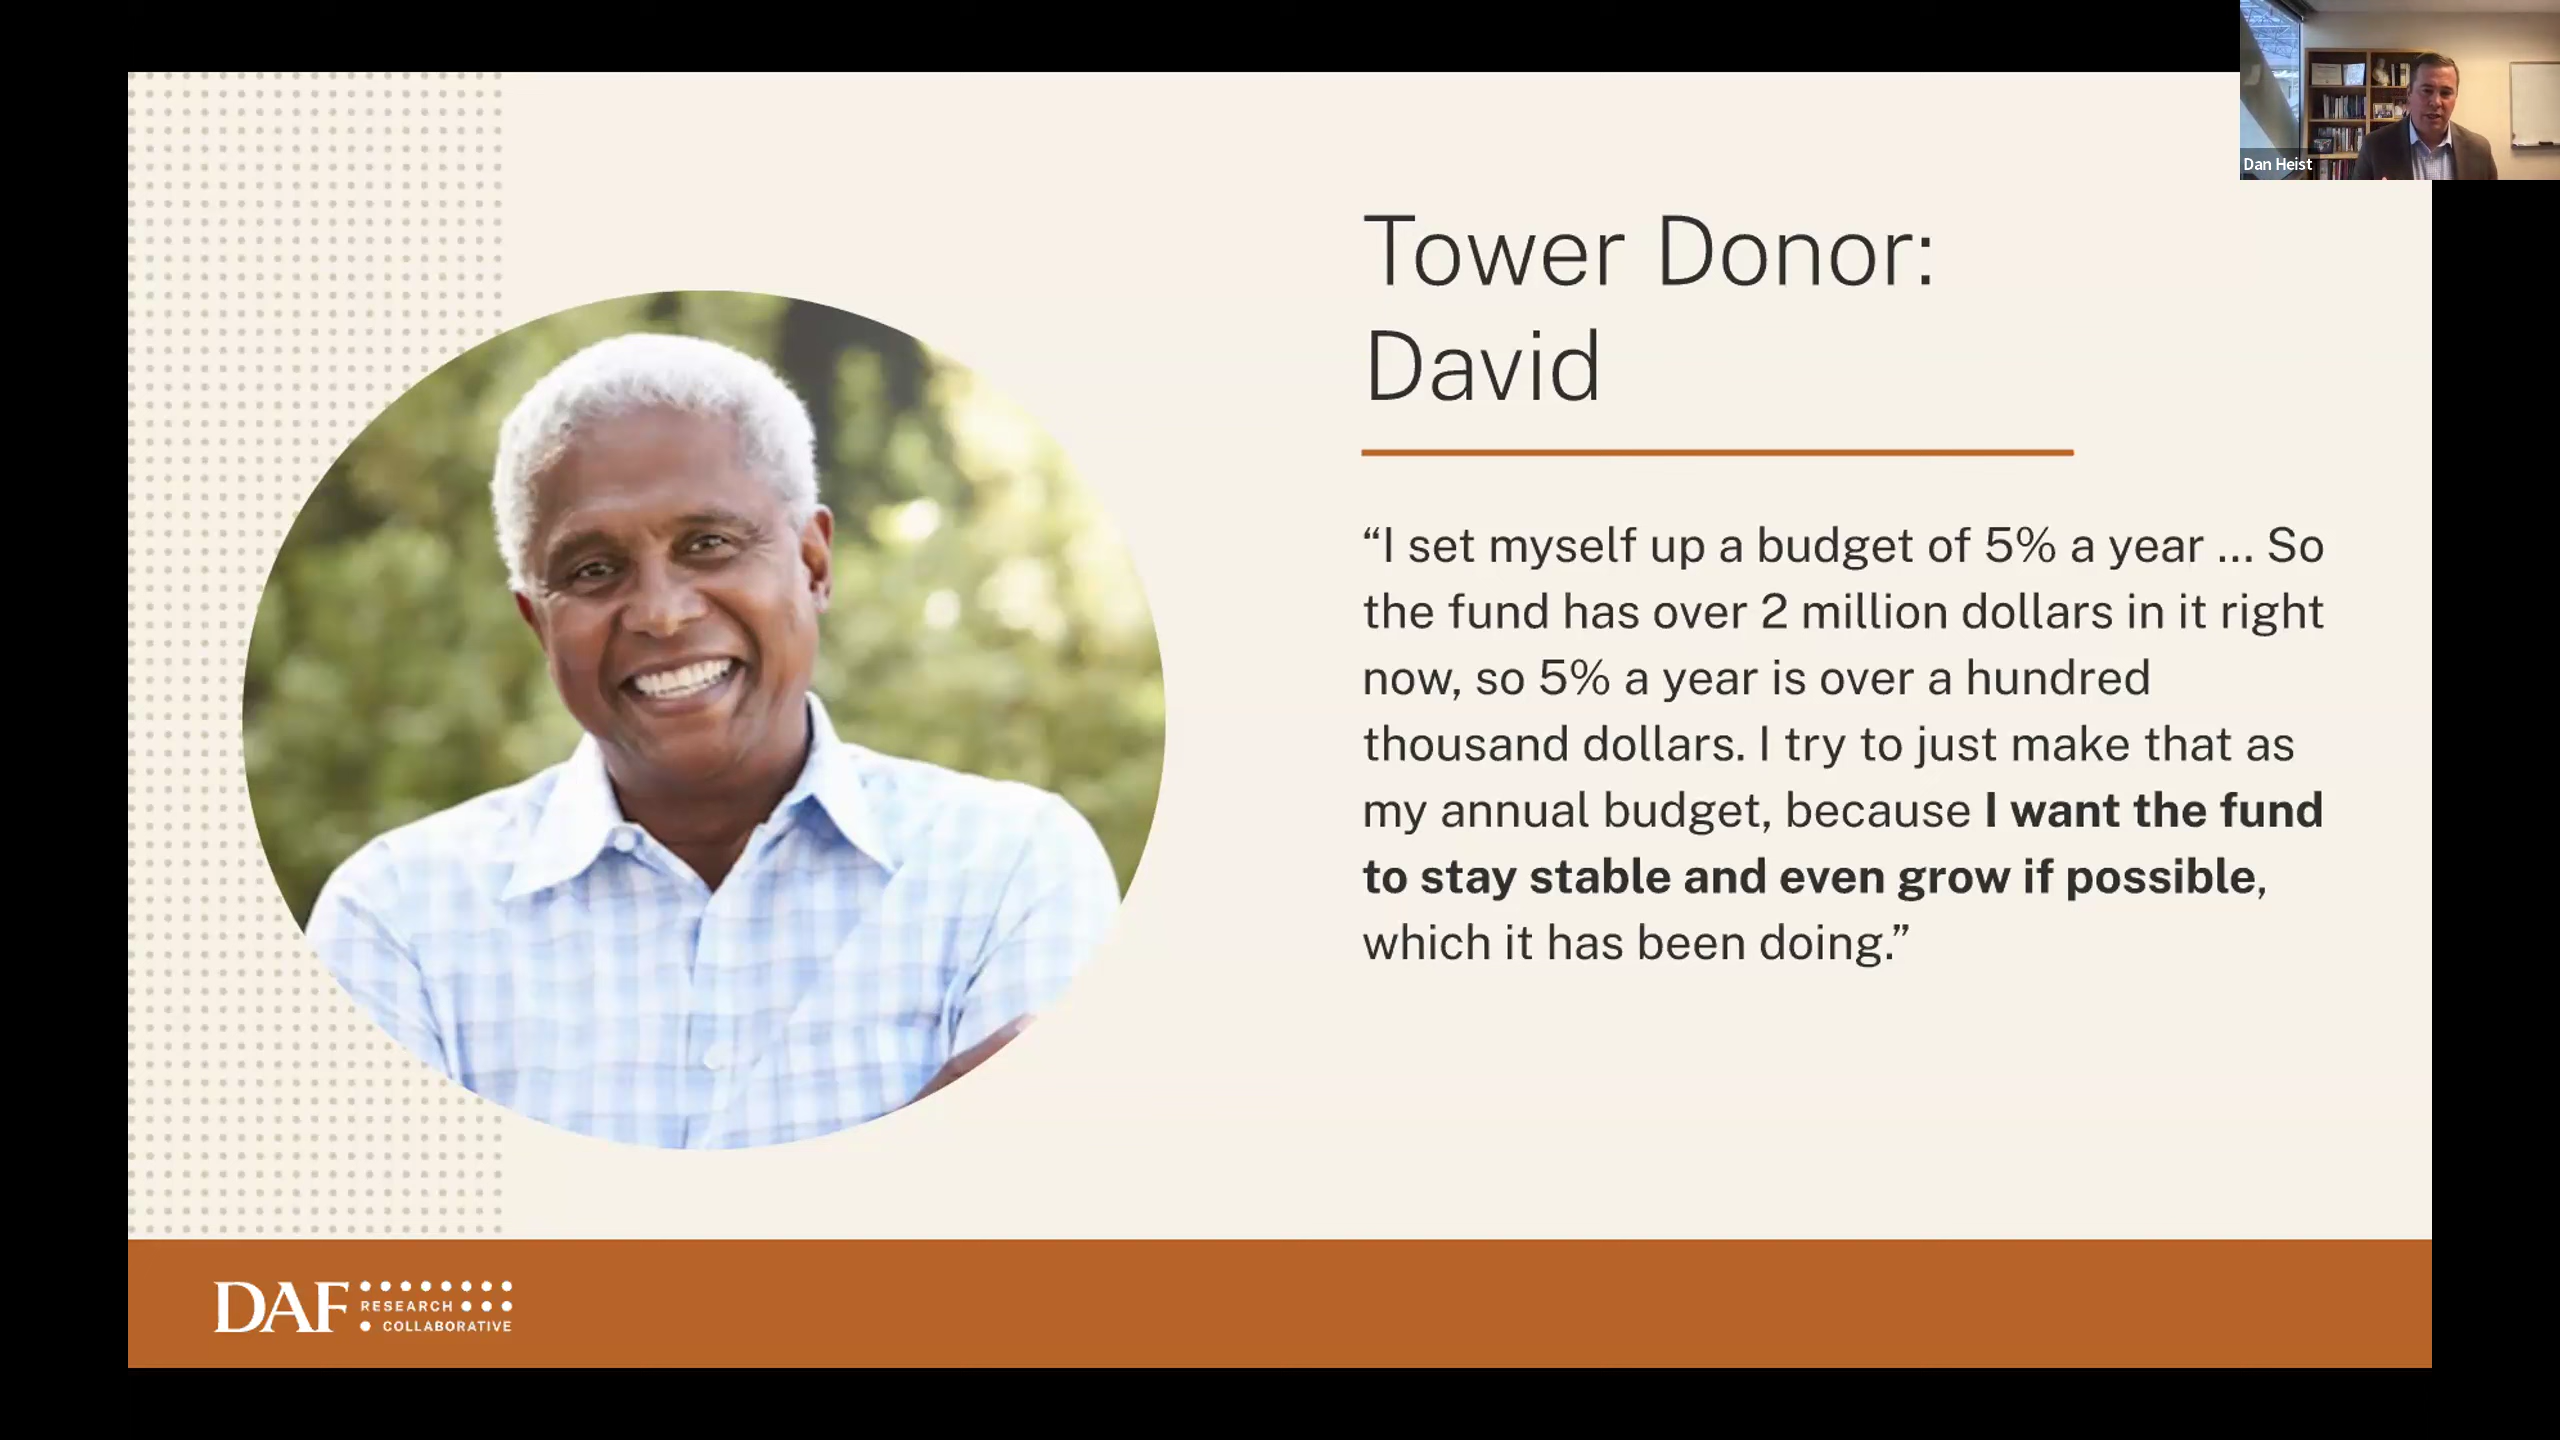 Dan Heist
Tower Donor:
David
“I set myself up a budget of 5% a year ... So
the fund has over 2 million dollars in it right
now, so 5% a year is over a hundred
thousand dollars. I try to just make that as
my annual budget, because I want the fund
to stay stable and even grow if possible,
which it has been doing.”
DAF
RESEARCH
COLLABORATIVE